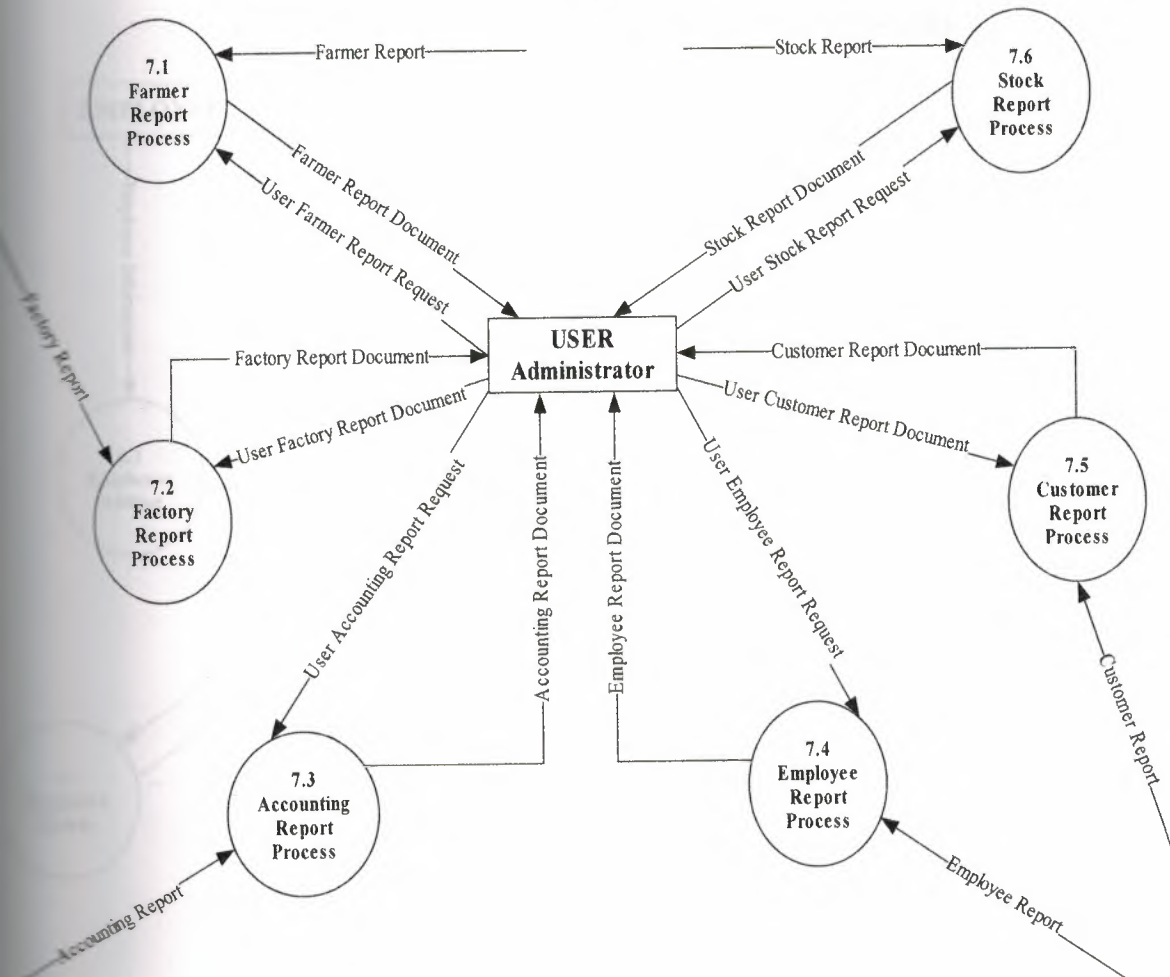 Farmer Report
Stock Report
7.1
Farmer
Report
Process
7.6
Stock
Report
Process
Farmer Report Document
User Farmer Report Request
Stock Report Document
User Stock Report Request
Factory Report
USER
Administrator
Factory Report Document
Customer Report Document
User Factory Report Document
User Customer Report Document
7.2
Factory
Report
Process
7.5
Customer
Report
Process
User Accounting Report Request
Accounting Report Document
Employee Report Document
User Employee Report Request
Customer Report
7.3
Accounting
Report
Process
7.4
Employee
Report
Process
Accounting Report
Employee Report